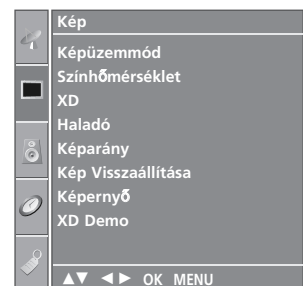 Kép
Képüzemmód
Színhőmérséklet
XD
Haladó
Képarány
Kép Visszaállítása
Képernyő
XD Demo
▲▼ ◄► OK MENU